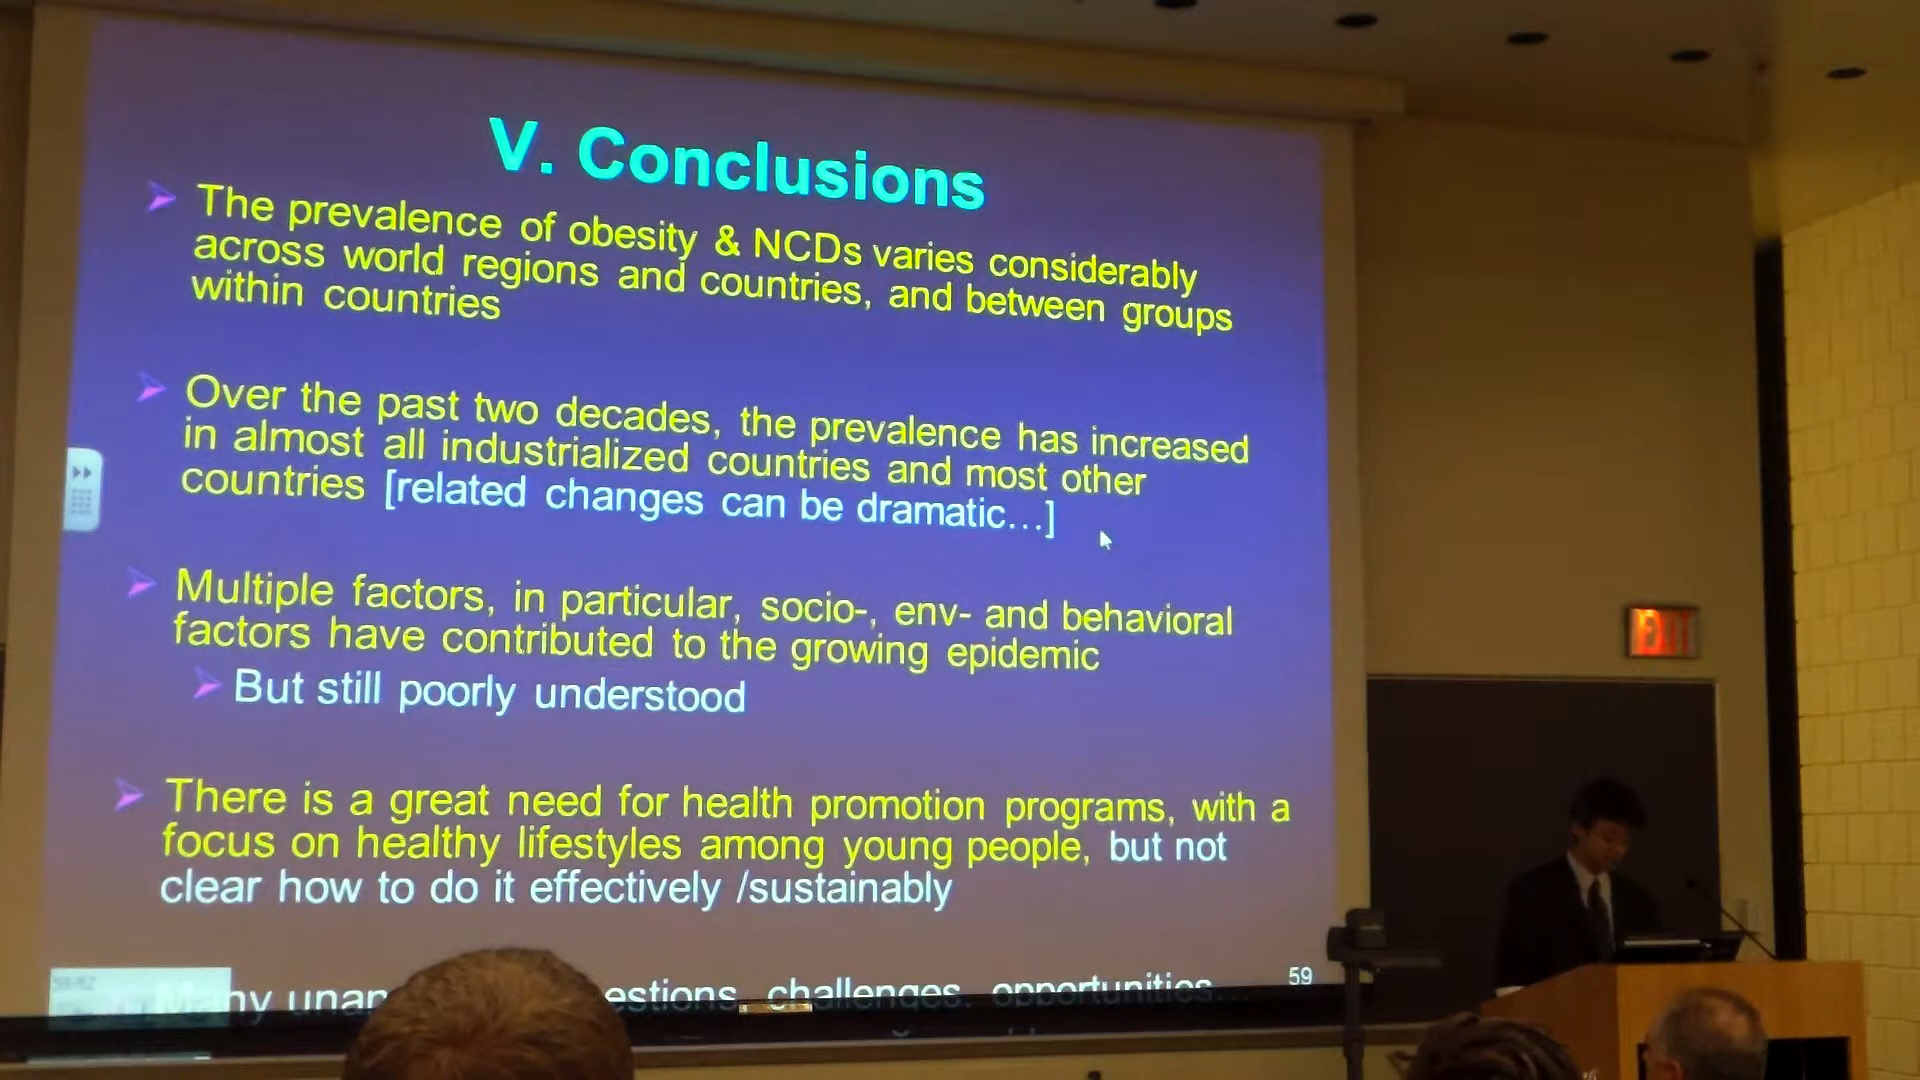 V. Conclusions
The prevalence of obesity & NCDs varies considerably
across world regions and countries, and between groups
within countries
Over the past two decades, the prevalence has increased
in almost all industrialized countries and most other
countries [related changes can be dramatic...]
Multiple factors, in particular, socio-, env- and behavioral
factors have contributed to the growing epidemic
But still poorly understood
There is a great need for health promotion programs, with a
focus on healthy lifestyles among young people, but not
clear how to do it effectively /sustainably
challenges, opportunities...
59
EXIT